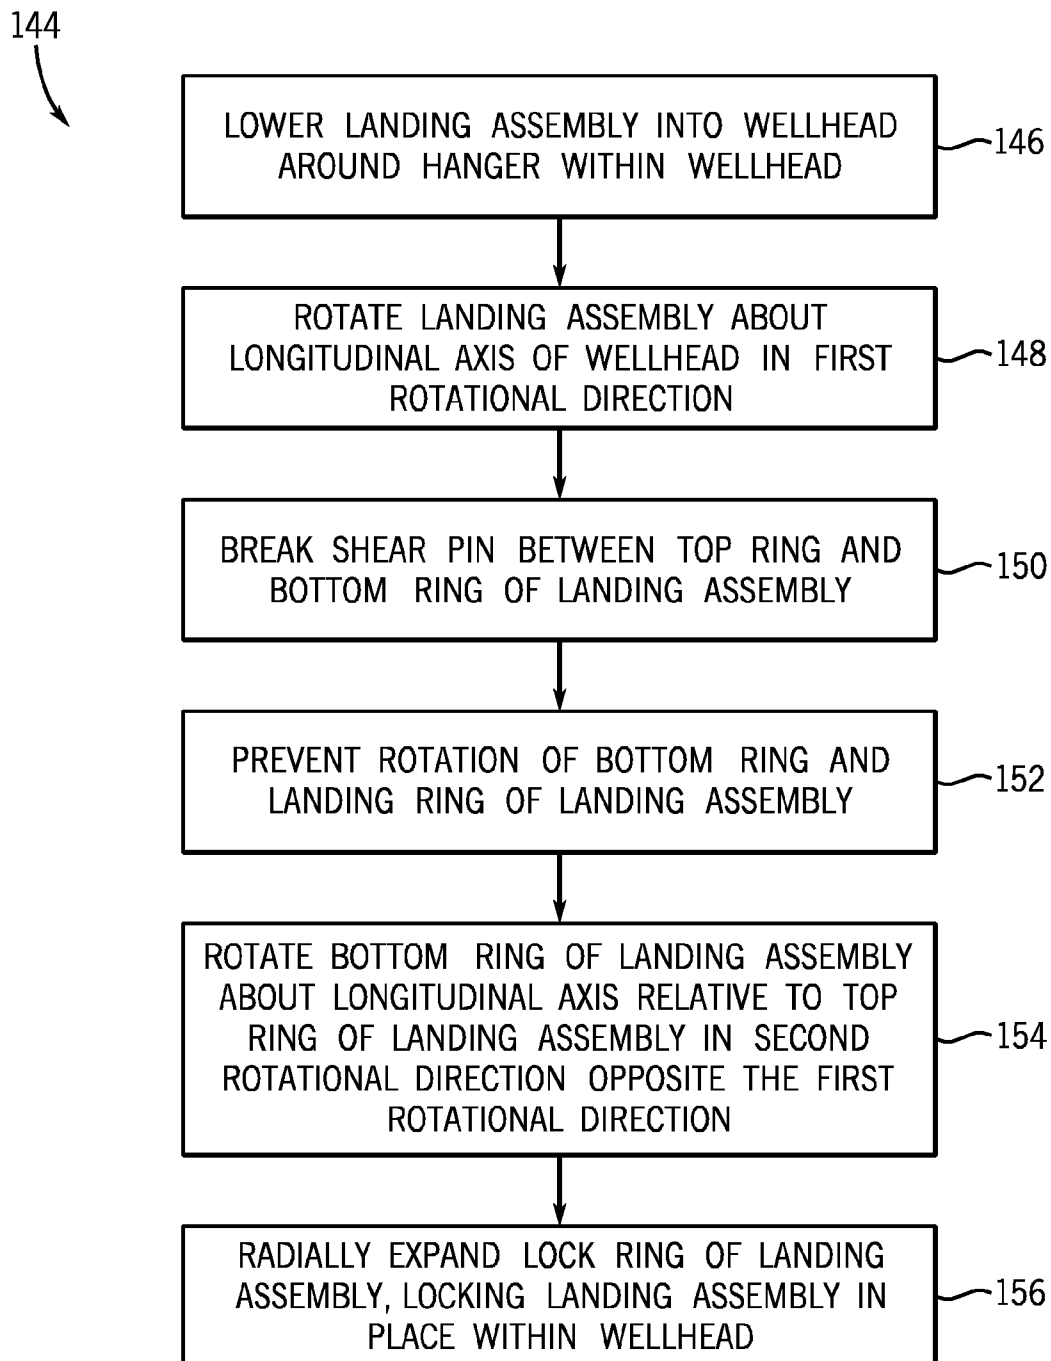 144
LOWER LANDING ASSEMBLY INTO WELLHEAD
AROUND HANGER WITHIN WELLHEAD
146
ROTATE LANDING ASSEMBLY ABOUT
LONGITUDINAL AXIS OF WELLHEAD IN FIRST
ROTATIONAL DIRECTION
148
BREAK SHEAR PIN BETWEEN TOP RING AND
BOTTOM RING OF LANDING ASSEMBLY
150
PREVENT ROTATION OF BOTTOM RING AND
LANDING RING OF LANDING ASSEMBLY
152
ROTATE BOTTOM RING OF LANDING ASSEMBLY
ABOUT LONGITUDINAL AXIS RELATIVE TO TOP
RING OF LANDING ASSEMBLY IN SECOND
ROTATIONAL DIRECTION OPPOSITE THE FIRST
ROTATIONAL DIRECTION
154
RADIALLY EXPAND LOCK RING OF LANDING
ASSEMBLY, LOCKING LANDING ASSEMBLY IN
PLACE WITHIN WELLHEAD
156